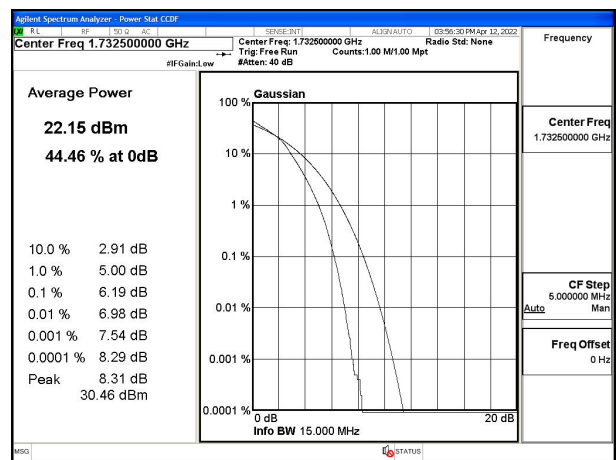 Agilent Spectrum Analyzer - Power Stat CCDF
RL RF 50 Ω AC SENSE:INT ALIGNAUTO 03:56:30 PM Apr 12, 2022
Center Freq 1.732500000 GHz
Center Freq: 1.732500000 GHz Radio Std: None
Trig: Free Run Counts:1.00 M/1.00 Mpt
#IFGain:Low #Atten: 40 dB
Frequency
Average Power
22.15 dBm
44.46 % at 0dB
10.0 % 2.91 dB
1.0 % 5.00 dB
0.1 % 6.19 dB
0.01 % 6.98 dB
0.001 % 7.54 dB
0.0001 % 8.29 dB
Peak 8.31 dB
30.46 dBm
Gaussian
100 %
10 %
1 %
0.1 %
0.01 %
0.001 %
0.0001 %
0 dB 20 dB
Info BW 15.000 MHz
Center Freq
1.732500000 GHz
CF Step
5.000000 MHz
Auto Man
Freq Offset
0 Hz
MSG STATUS